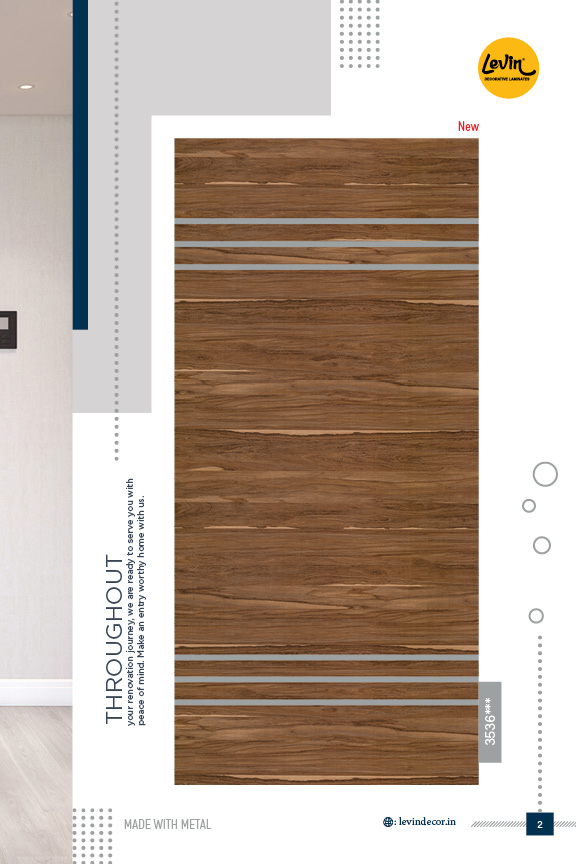 Levin
DECORATIVE LAMINATES
New
THROUGHOUT
your renovation journey, we are ready to serve you with
peace of mind. Make an entry worthy home with us.
3536***
MADE WITH METAL
: levindecor.in
2